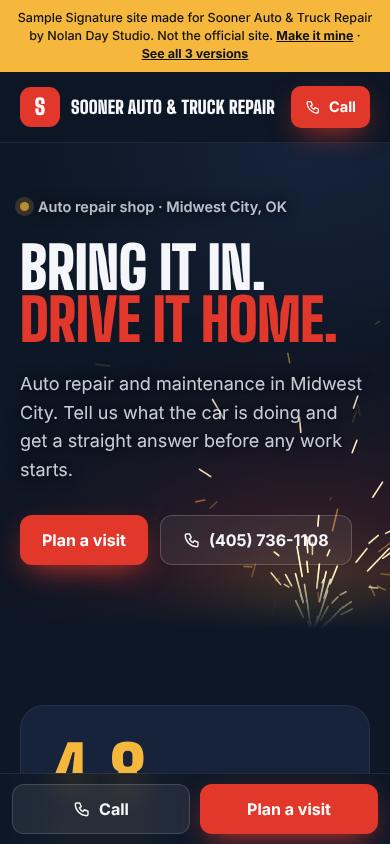 Sample Signature site made for Sooner Auto & Truck Repair
by Nolan Day Studio. Not the official site. Make it mine ·
See all 3 versions
S SOONER AUTO & TRUCK REPAIR Call
Auto repair shop · Midwest City, OK
BRING IT IN.
DRIVE IT HOME.
Auto repair and maintenance in Midwest
City. Tell us what the car is doing and
get a straight answer before any work
starts.
Plan a visit (405) 736-1108
4.8
Call Plan a visit